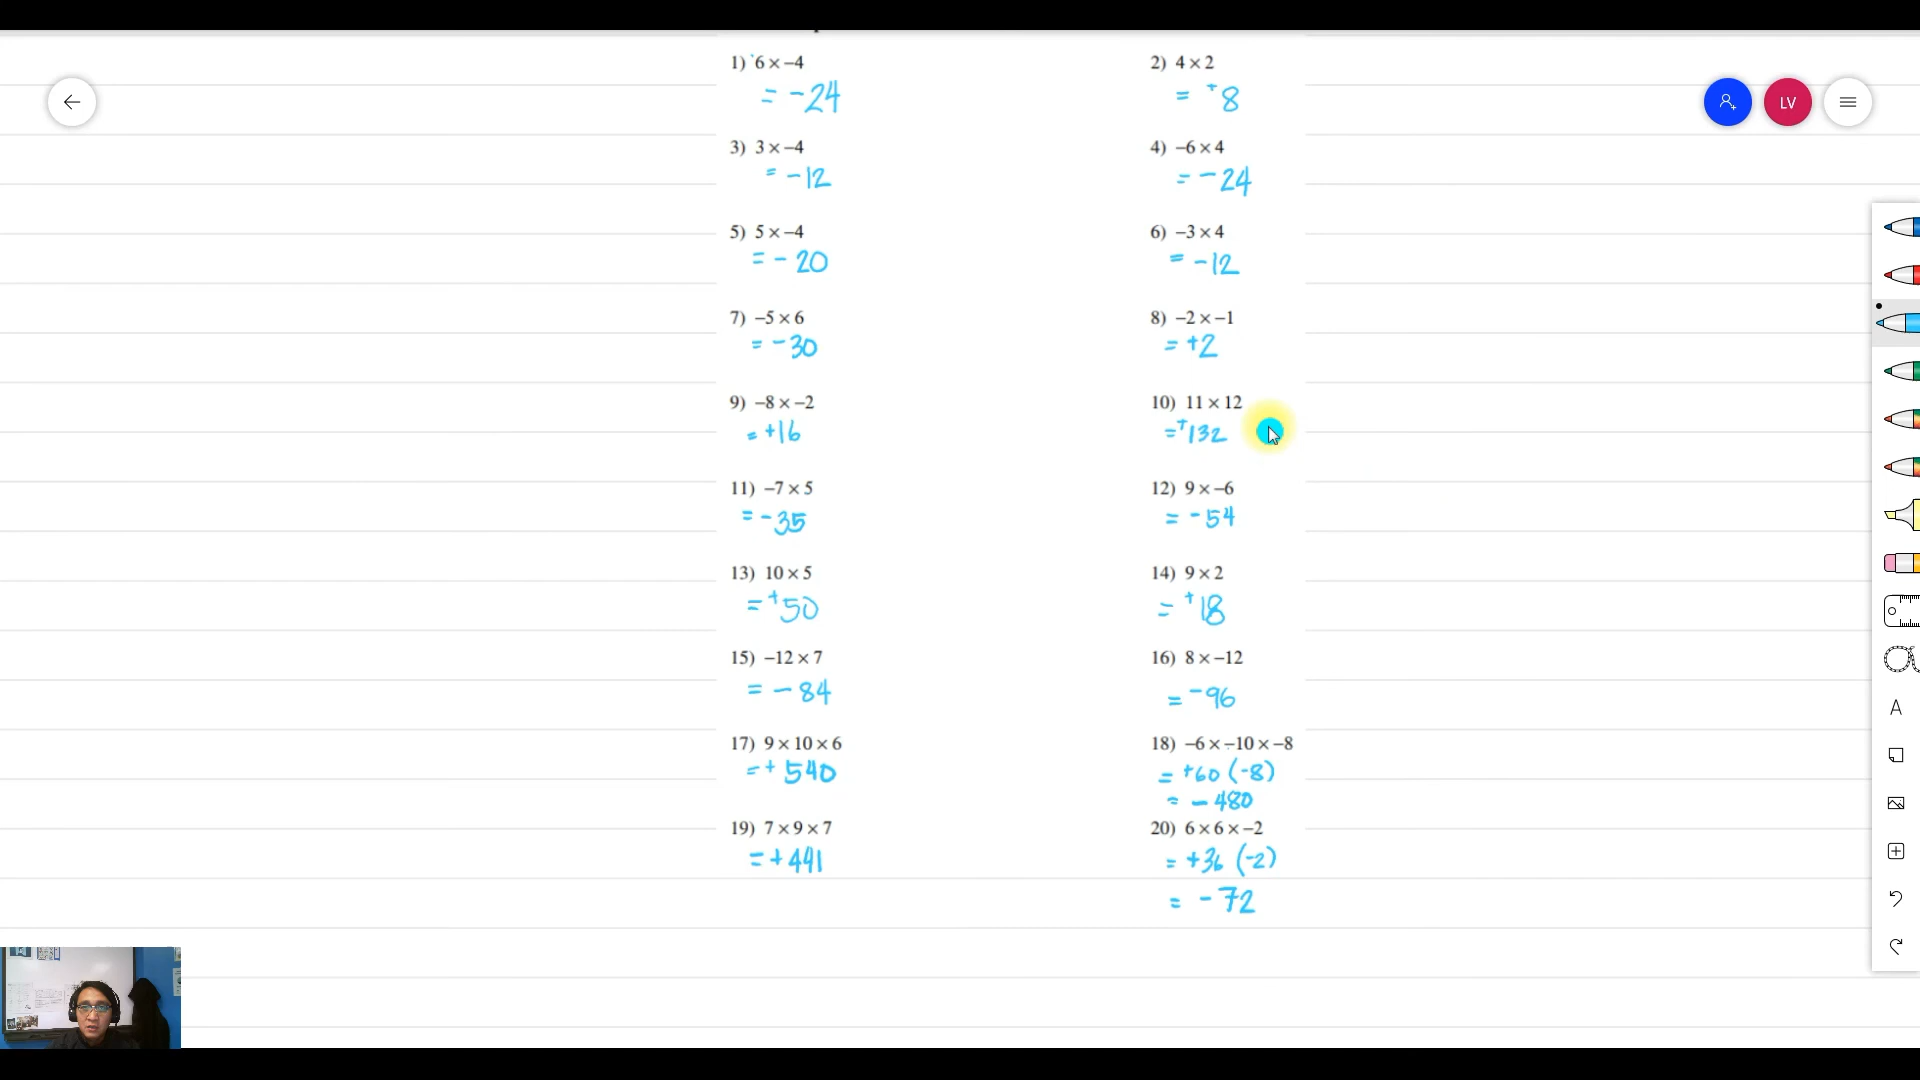 LV
1) 6 × –4
= -24
2) 4 × 2
= +8
3) 3 × –4
= -12
4) –6 × 4
= -24
5) 5 × –4
= - 20
6) –3 × 4
= -12
7) –5 × 6
= -30
8) –2 × –1
= +2
9) –8 × –2
= +16
10) 11 × 12
= +132
11) –7 × 5
= -35
12) 9 × –6
= -54
13) 10 × 5
= +50
14) 9 × 2
= +18
15) –12 × 7
= - 84
16) 8 × –12
= -96
17) 9 × 10 × 6
= + 540
18) –6 × –10 × –8
= +60 (-8)
= - 480
19) 7 × 9 × 7
= + 441
20) 6 × 6 × –2
= +36 (-2)
= - 72
A